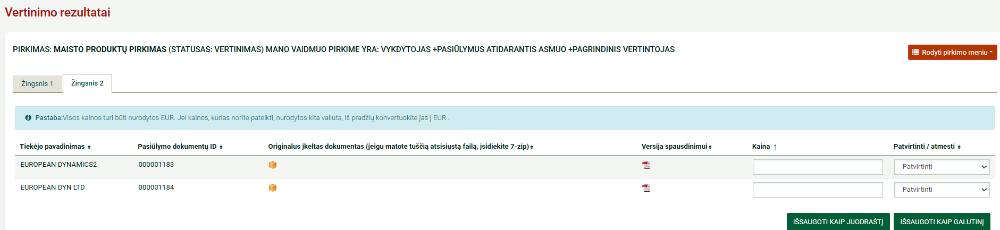 Vertinimo rezultatai
PIRKIMAS: MAISTO PRODUKTŲ PIRKIMAS (STATUSAS: VERTINIMAS) MANO VAIDMUO PIRKIME YRA: VYKDYTOJAS +PASIŪLYMUS ATIDARANTIS ASMUO +PAGRINDINIS VERTINTOJAS
Rodyti pirkimo meniu
Žingsnis 1 Žingsnis 2
Pastaba:Visos kainos turi būti nurodytos EUR. Jei kainos, kurias norite pateikti, nurodytos kita valiuta, iš pradžių konvertuokite jas į EUR .
Tiekėjo pavadinimas Pasiūlymo dokumentų ID Originalus įkeltas dokumentas (jeigu matote tuščią atsisiųstą failą, įsidiekite 7-zip) Versija spausdinimui Kaina ↑ Patvirtinti / atmesti
EUROPEAN DYNAMICS2 000001183 Patvirtinti
EUROPEAN DYN LTD 000001184 Patvirtinti
IŠSAUGOTI KAIP JUODRAŠTĮ IŠSAUGOTI KAIP GALUTINĮ